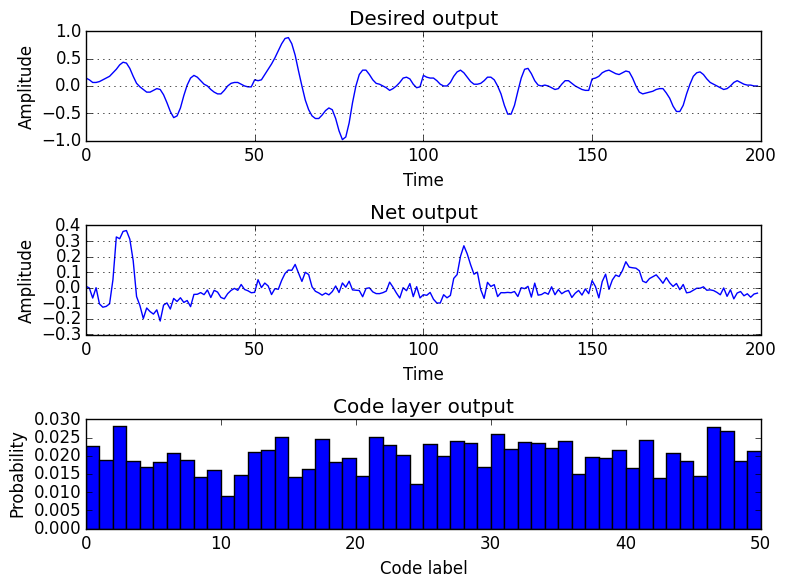 Desired output
1.0
0.5
0.0
−0.5
−1.0
Amplitude
0 50 100 150 200
Time
Net output
0.4
0.3
0.2
0.1
0.0
−0.1
−0.2
−0.3
Amplitude
0 50 100 150 200
Time
Code layer output
0.030
0.025
0.020
0.015
0.010
0.005
0.000
Probability
0 10 20 30 40 50
Code label